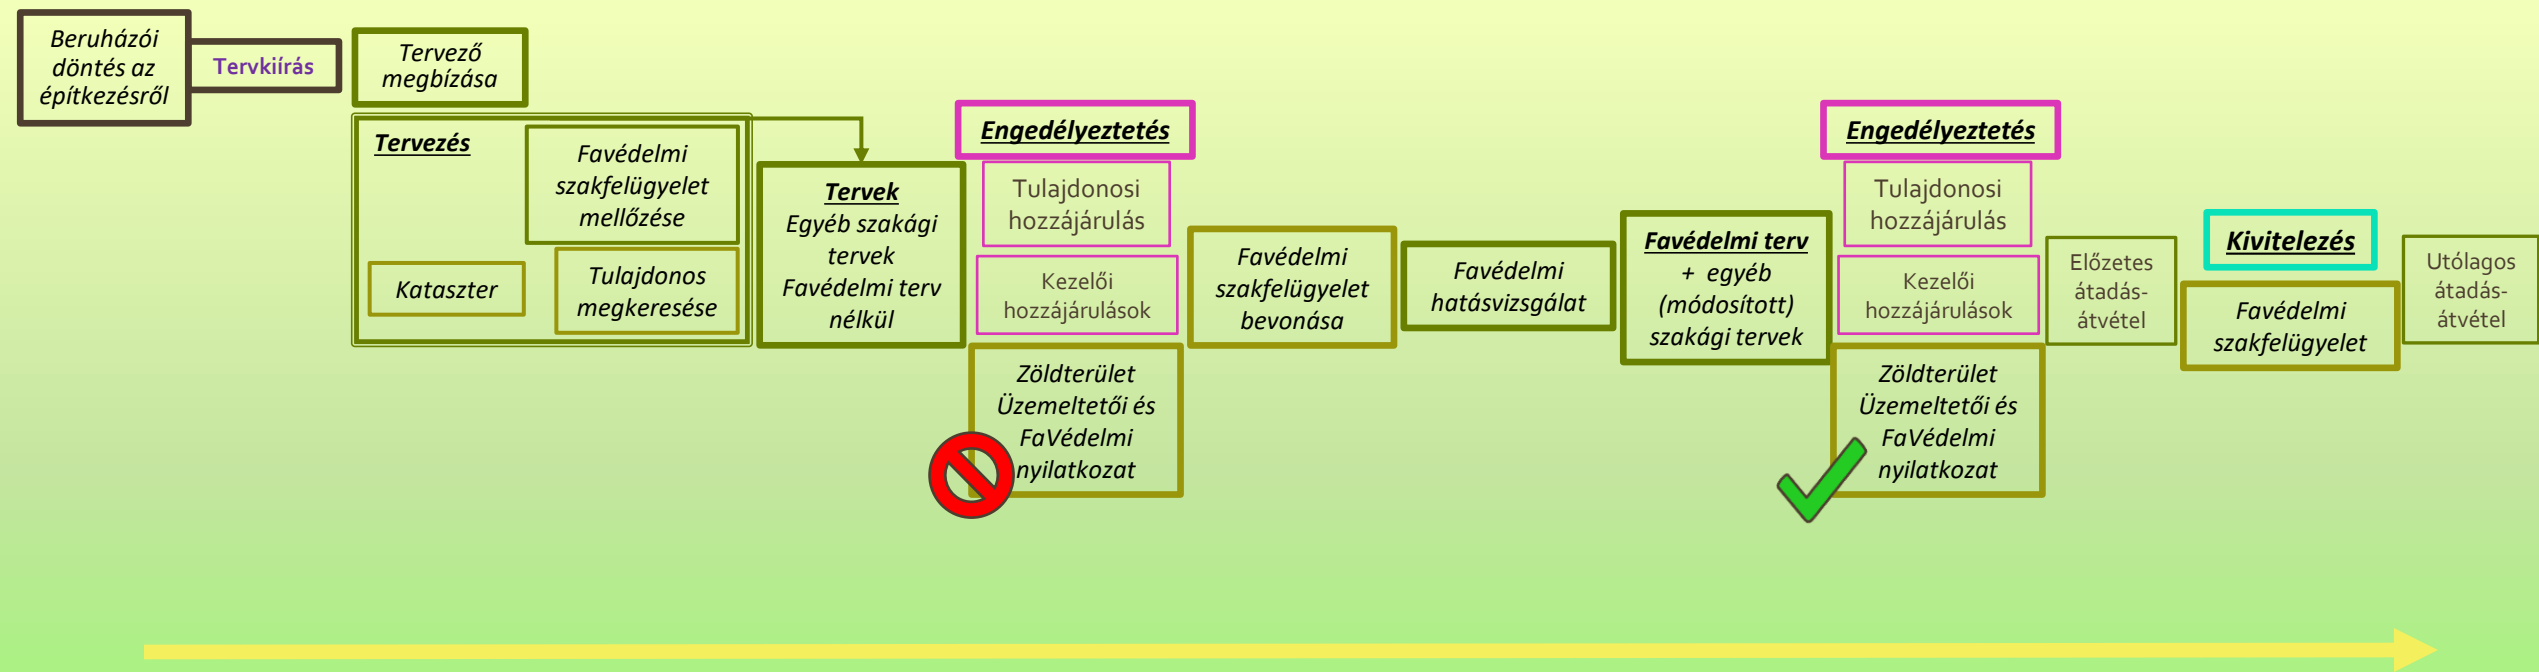 Beruházói
döntés az
építkezésről
Tervkiírás
Tervező
megbízása
Tervezés
Favédelmi
szakfelügyelet
mellőzése
Kataszter
Tulajdonos
megkeresése
Tervek
Egyéb szakági
tervek
Favédelmi terv
nélkül
Engedélyeztetés
Tulajdonosi
hozzájárulás
Kezelői
hozzájárulások
Zöldterület
Üzemeltetői és
FaVédelmi
nyilatkozat
Favédelmi
szakfelügyelet
bevonása
Favédelmi
hatásvizsgálat
Favédelmi terv
+ egyéb
(módosított)
szakági tervek
Engedélyeztetés
Tulajdonosi
hozzájárulás
Kezelői
hozzájárulások
Zöldterület
Üzemeltetői és
FaVédelmi
nyilatkozat
Előzetes
átadás-
átvétel
Kivitelezés
Favédelmi
szakfelügyelet
Utólagos
átadás-
átvétel